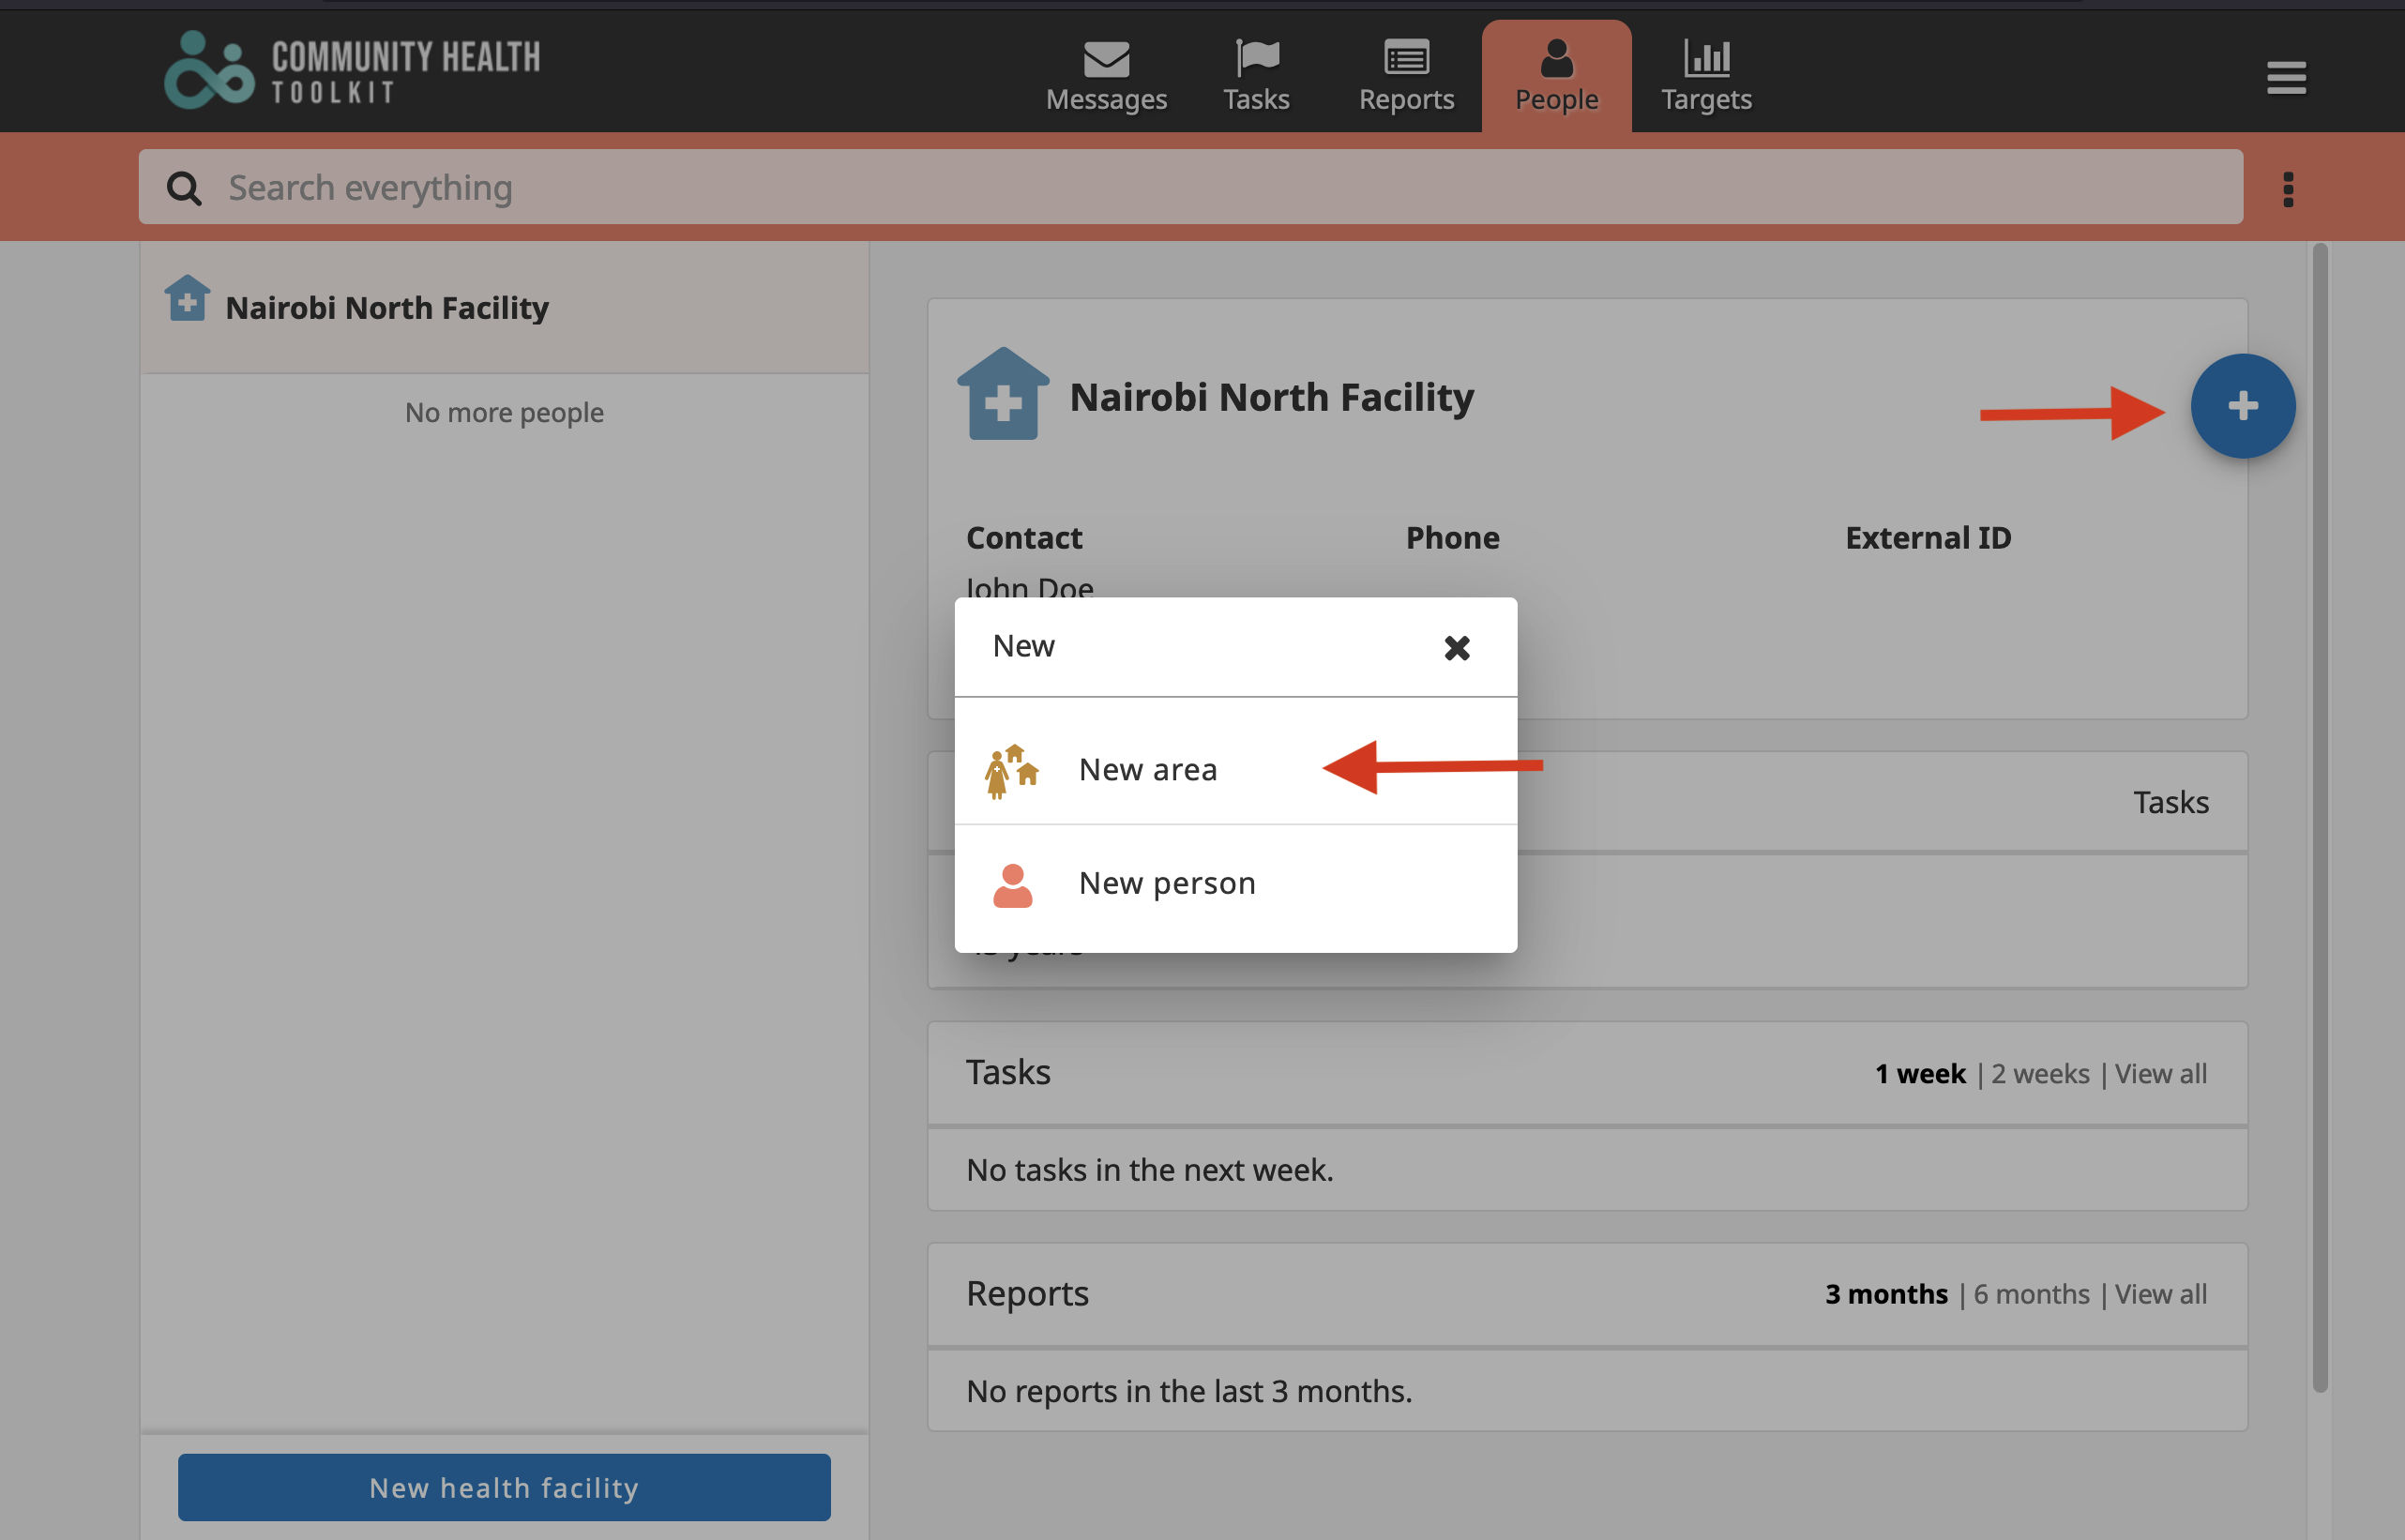 COMMUNITY HEALTH
TOOLKIT
Messages
Tasks
Reports
People
Targets
Search everything
Nairobi North Facility
No more people
Nairobi North Facility
Contact
Phone
External ID
John Doe
New
New area
New person
Tasks
years
Tasks
1 week | 2 weeks | View all
No tasks in the next week.
Reports
3 months | 6 months | View all
No reports in the last 3 months.
New health facility